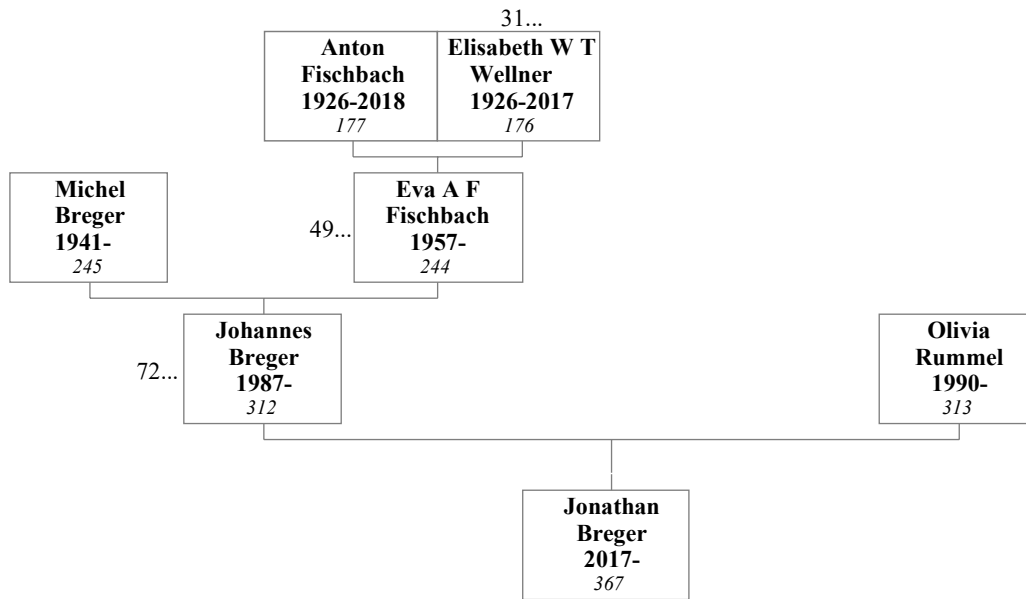 31...
Anton
Fischbach
1926-2018
177
Elisabeth W T
Wellner
1926-2017
176
Michel
Breger
1941-
245
49...
Eva A F
Fischbach
1957-
244
72...
Johannes
Breger
1987-
312
Olivia
Rummel
1990-
313
Jonathan
Breger
2017-
367